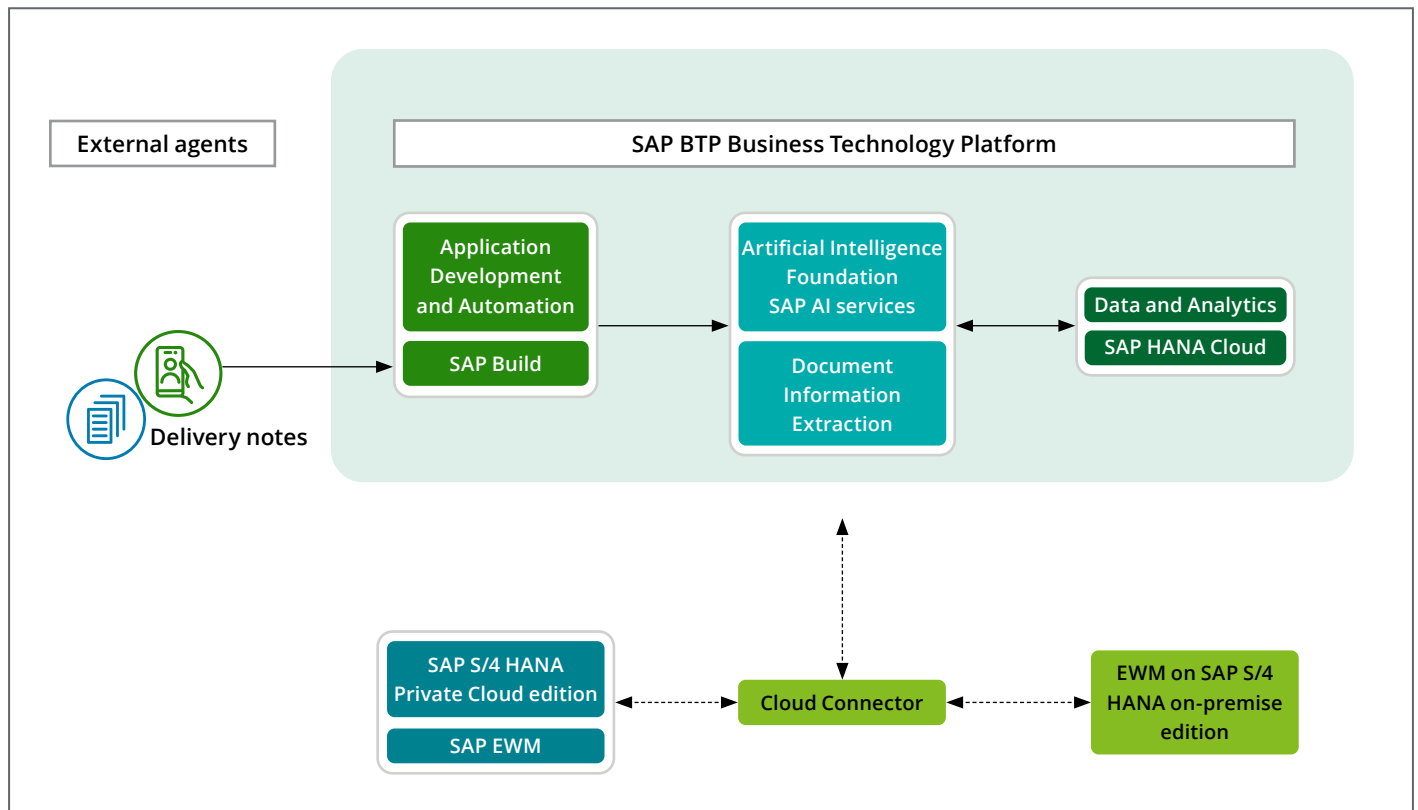 External agents
SAP BTP Business Technology Platform
Application
Development
and Automation
SAP Build
Artificial Intelligence
Foundation
SAP AI services
Document
Information
Extraction
Data and Analytics
SAP HANA Cloud
Delivery notes
SAP S/4 HANA
Private Cloud edition
SAP EWM
Cloud Connector
EWM on SAP S/4
HANA on-premise
edition